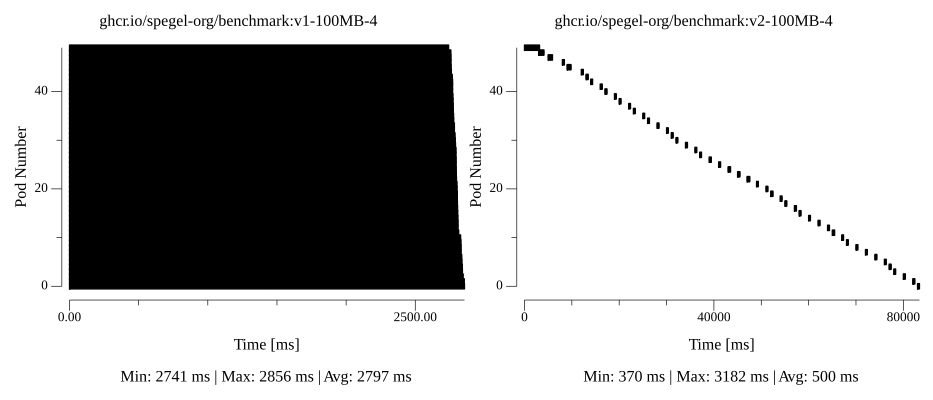 ghcr.io/spegel-org/benchmark:v1-100MB-4
40
20
0
Pod Number
0.00
2500.00
Time [ms]
Min: 2741 ms | Max: 2856 ms | Avg: 2797 ms
ghcr.io/spegel-org/benchmark:v2-100MB-4
40
20
0
Pod Number
0
40000
80000
Time [ms]
Min: 370 ms | Max: 3182 ms | Avg: 500 ms